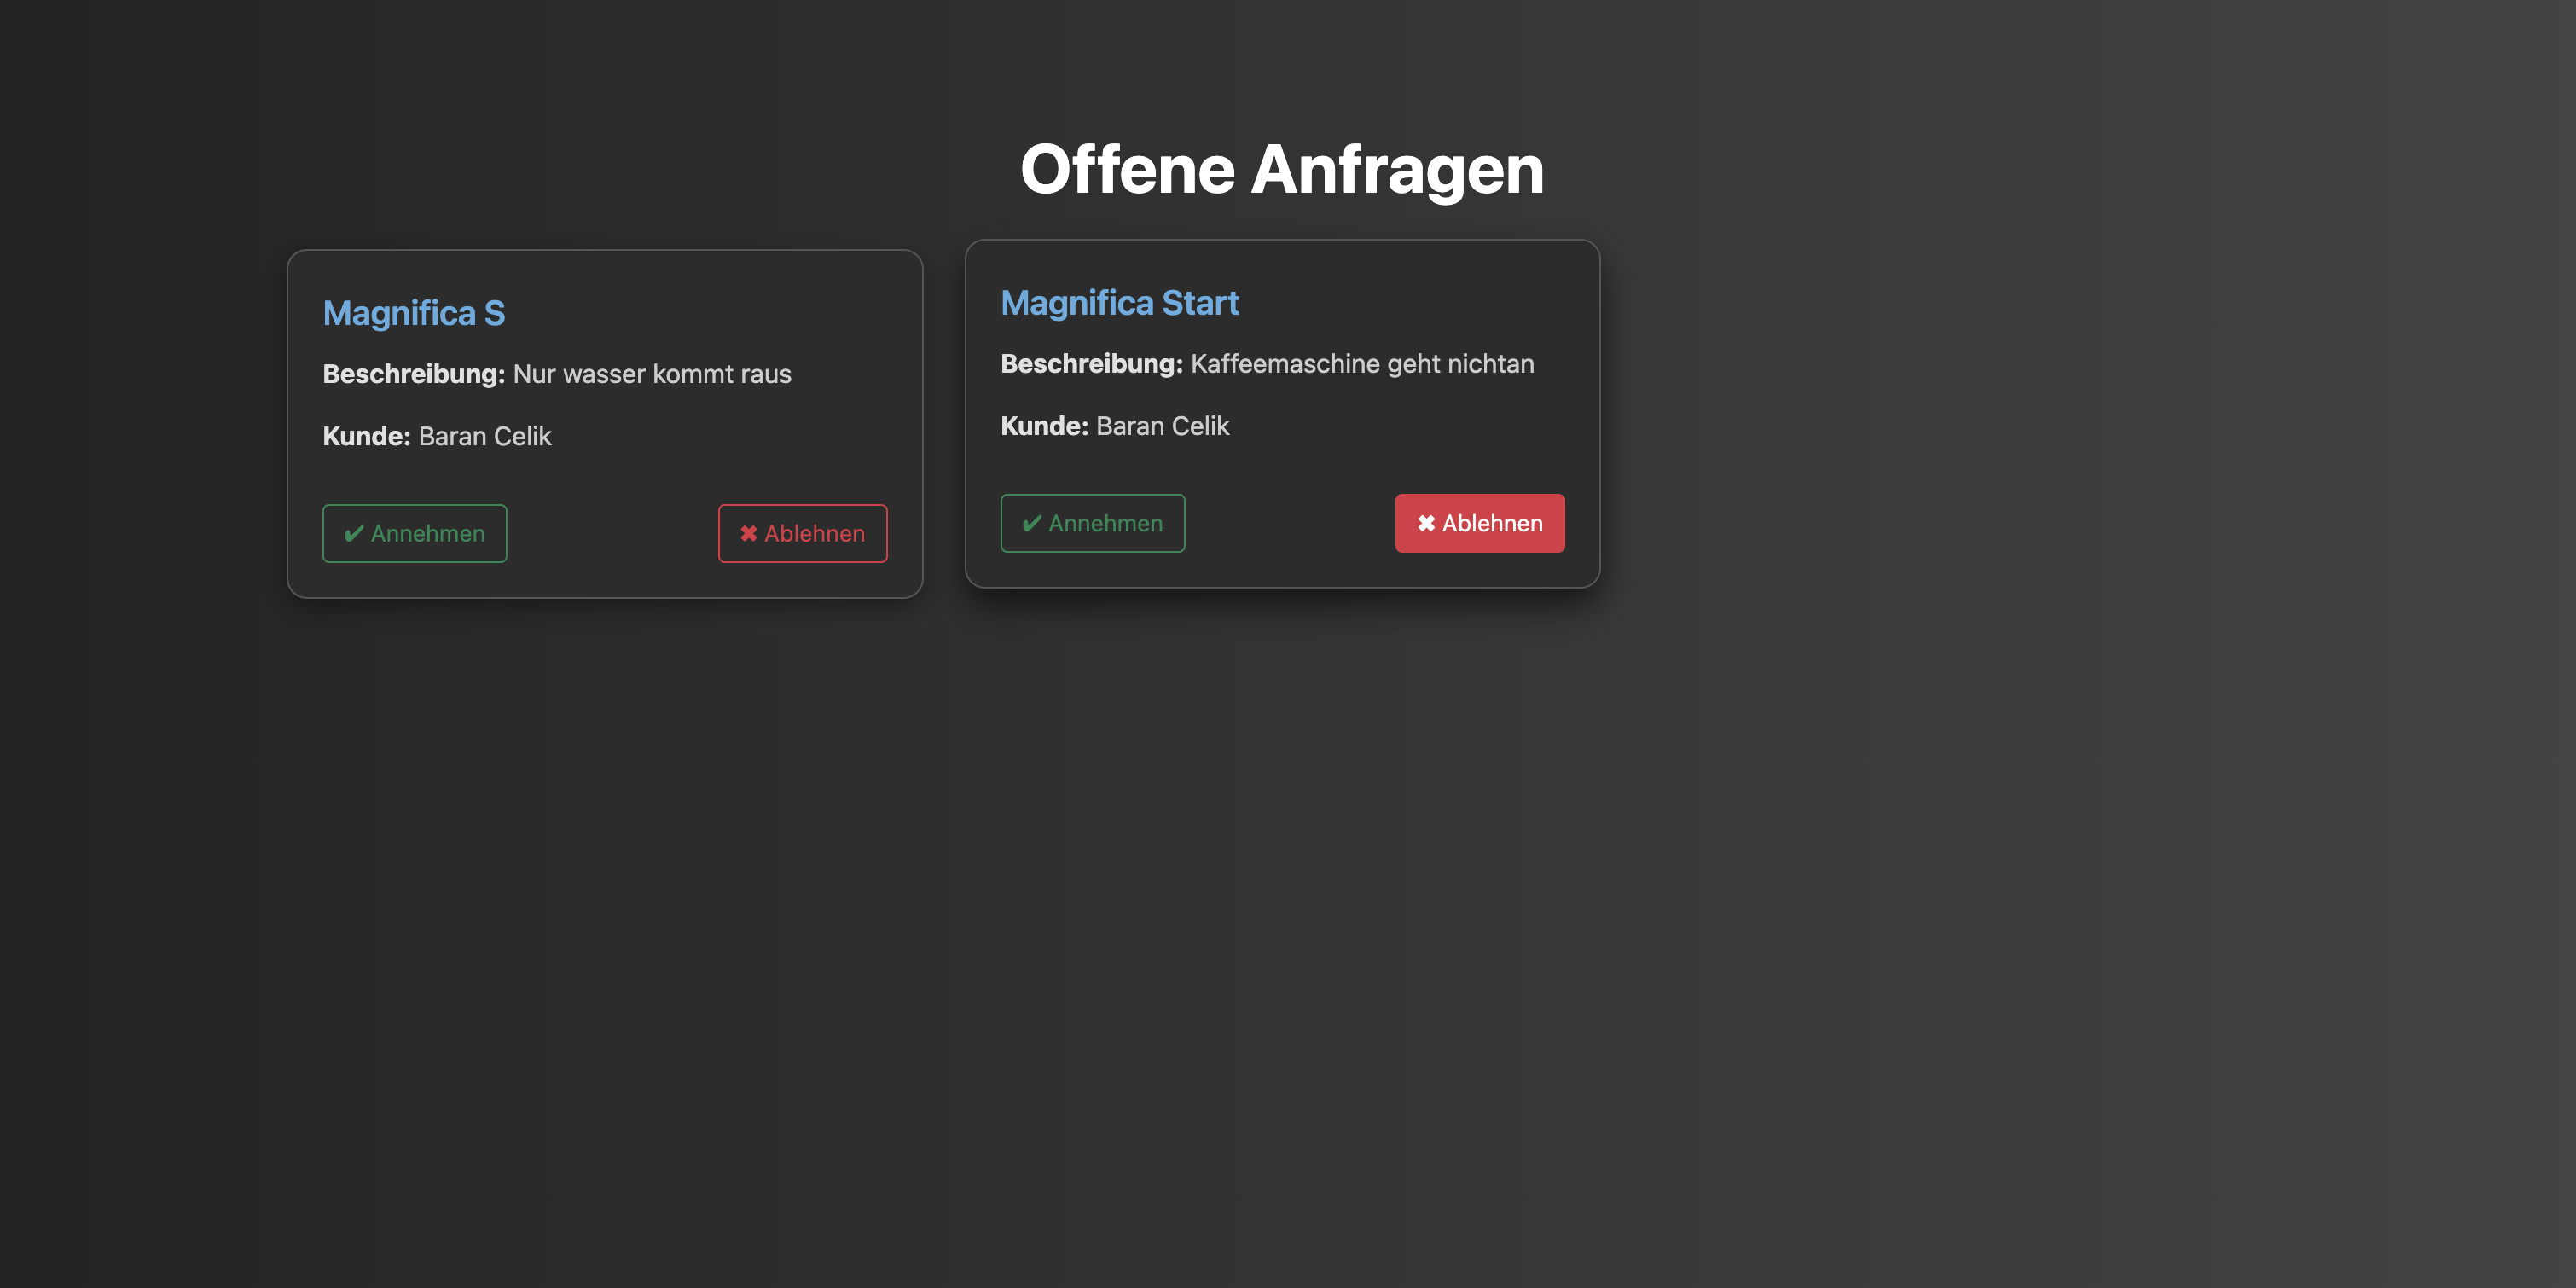 Offene Anfragen
Magnifica S
Beschreibung: Nur wasser kommt raus
Kunde: Baran Celik
✔ Annehmen
✖ Ablehnen
Magnifica Start
Beschreibung: Kaffeemaschine geht nichtan
Kunde: Baran Celik
✔ Annehmen
✖ Ablehnen